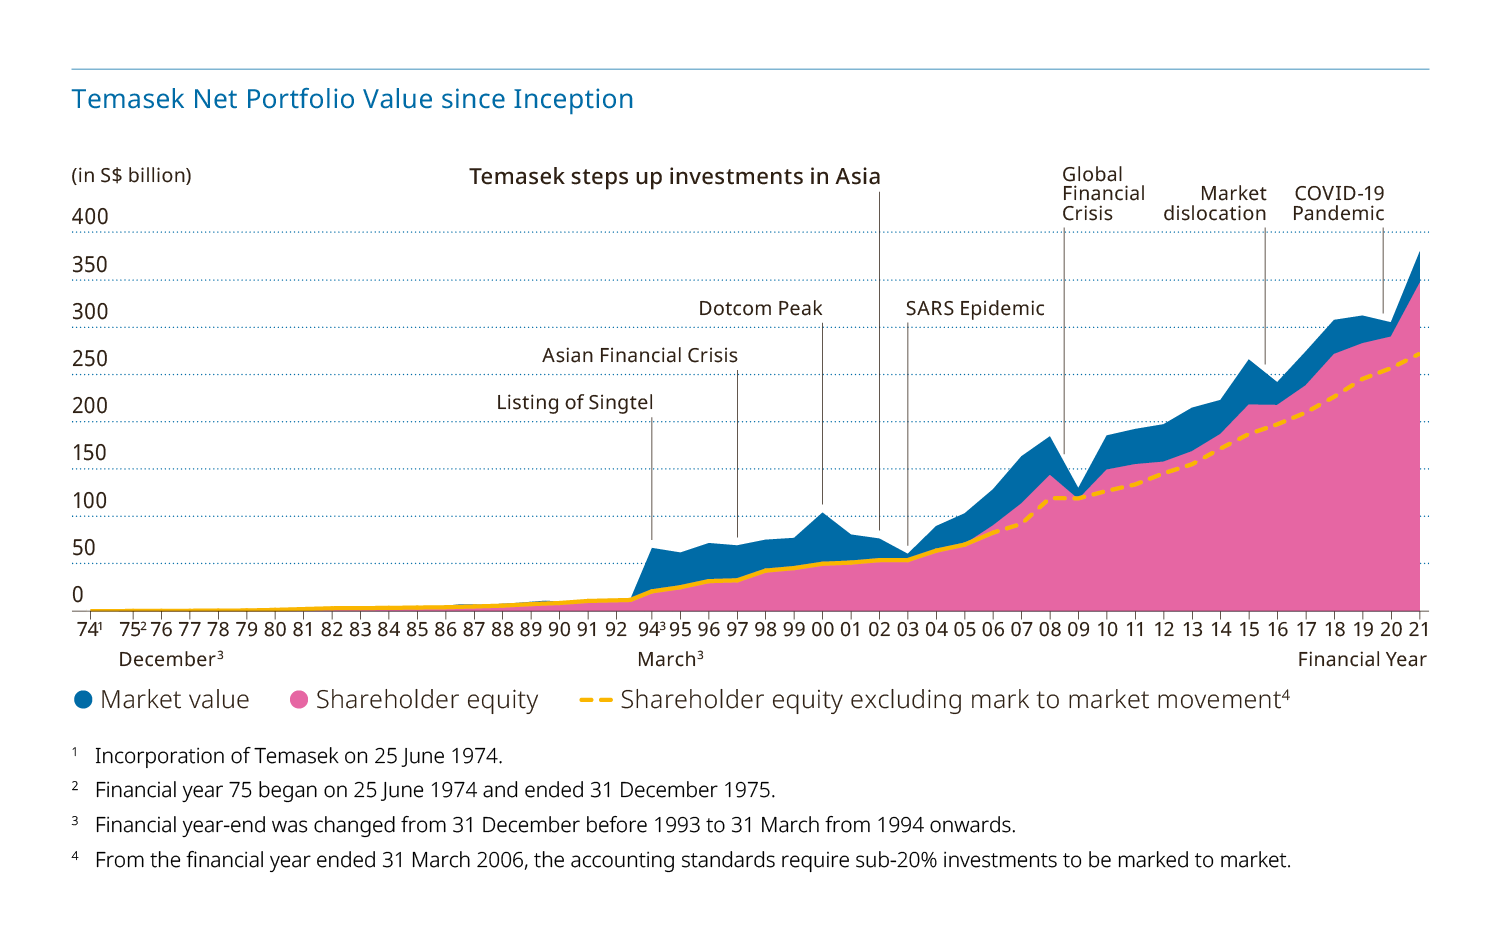 Temasek Net Portfolio Value since Inception
(in S$ billion)
Temasek steps up investments in Asia
Global
Financial
Crisis
Market
dislocation
COVID-19
Pandemic
400
350
300
250
200
150
100
50
0
Dotcom Peak
SARS Epidemic
Asian Financial Crisis
Listing of Singtel
74¹ 75² 76 77 78 79 80 81 82 83 84 85 86 87 88 89 90 91 92 94³ 95 96 97 98 99 00 01 02 03 04 05 06 07 08 09 10 11 12 13 14 15 16 17 18 19 20 21
December³ March³ Financial Year
Market value Shareholder equity Shareholder equity excluding mark to market movement⁴
¹ Incorporation of Temasek on 25 June 1974.
² Financial year 75 began on 25 June 1974 and ended 31 December 1975.
³ Financial year-end was changed from 31 December before 1993 to 31 March from 1994 onwards.
⁴ From the financial year ended 31 March 2006, the accounting standards require sub-20% investments to be marked to market.